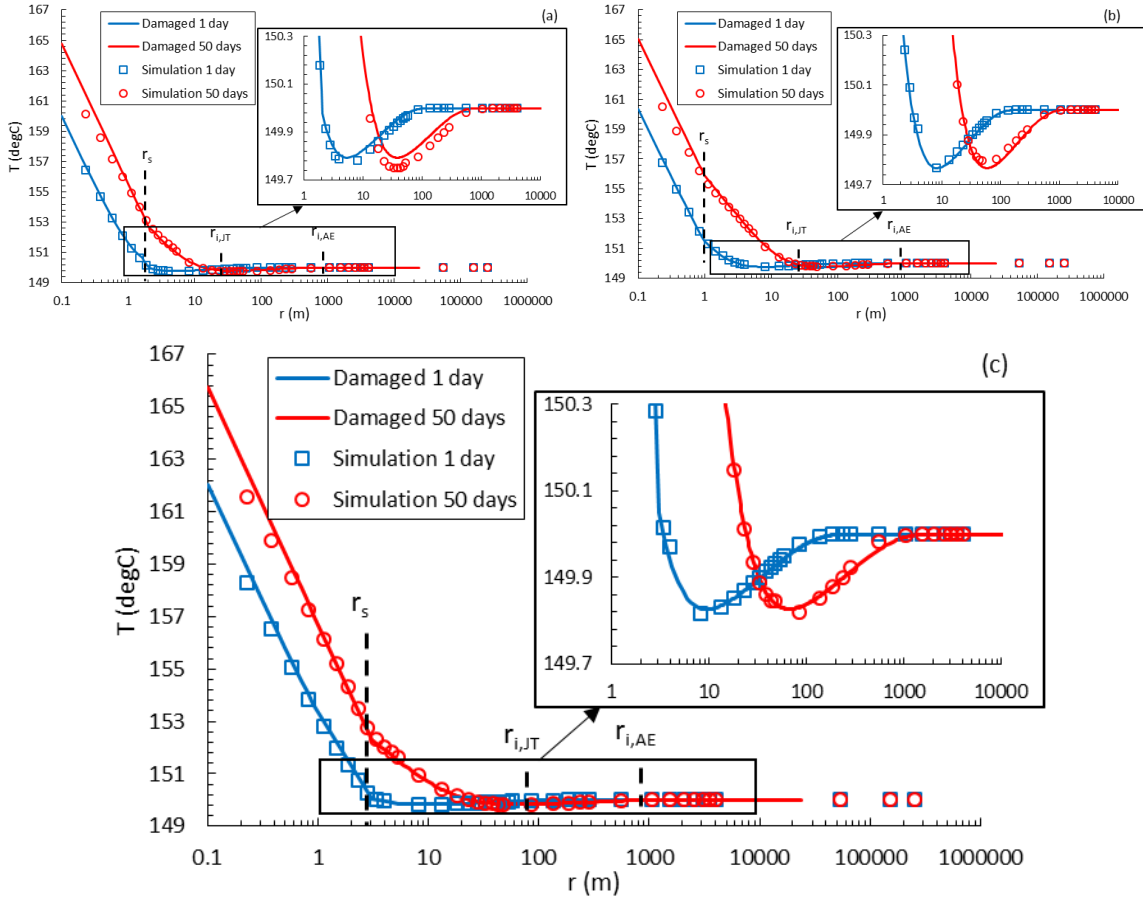 (a)
167
165
163
161
159
157
155
153
151
149
T (degC)
Damaged 1 day
Damaged 50 days
Simulation 1 day
Simulation 50 days
150.3
150.0
149.7
1 10 100 1000 10000
rs
ri,JT
ri,AE
0.1 1 10 100 1000 10000 100000 1000000
r (m)
(b)
167
165
163
161
159
157
155
153
151
149
T (degC)
Damaged 1 day
Damaged 50 days
Simulation 1 day
Simulation 50 days
150.3
150.0
149.7
1 10 100 1000 10000
rs
ri,JT
ri,AE
0.1 1 10 100 1000 10000 100000 1000000
r (m)
(c)
167
165
163
161
159
157
155
153
151
149
T (degC)
Damaged 1 day
Damaged 50 days
Simulation 1 day
Simulation 50 days
150.3
150.1
149.9
149.7
1 10 100 1000 10000
rs
ri,JT
ri,AE
0.1 1 10 100 1000 10000 100000 1000000
r (m)